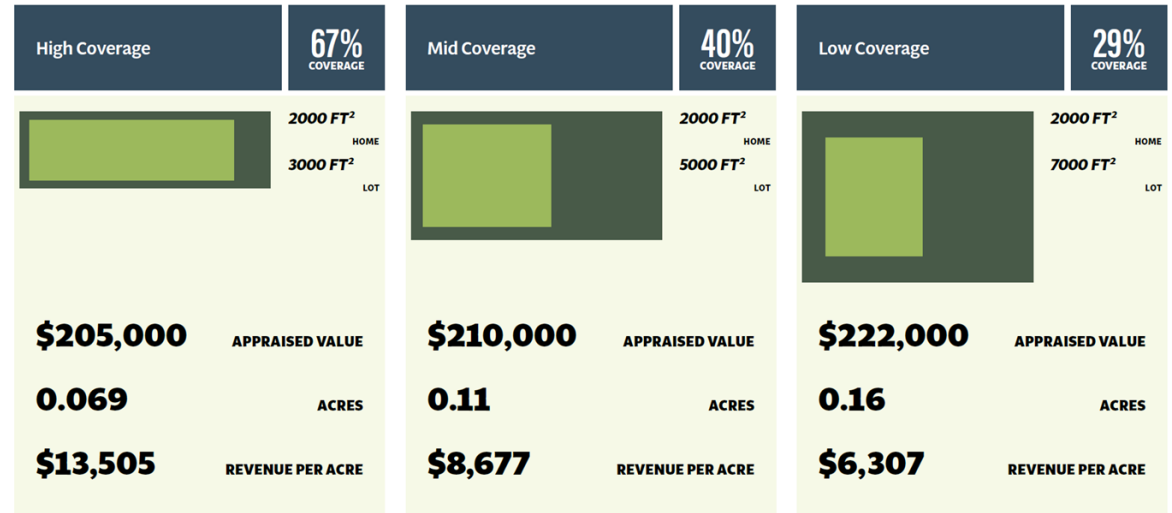 High Coverage
67%
COVERAGE
2000 FT²
HOME
3000 FT²
LOT
$205,000 APPRAISED VALUE
0.069 ACRES
$13,505 REVENUE PER ACRE
Mid Coverage
40%
COVERAGE
2000 FT²
HOME
5000 FT²
LOT
$210,000 APPRAISED VALUE
0.11 ACRES
$8,677 REVENUE PER ACRE
Low Coverage
29%
COVERAGE
2000 FT²
HOME
7000 FT²
LOT
$222,000 APPRAISED VALUE
0.16 ACRES
$6,307 REVENUE PER ACRE